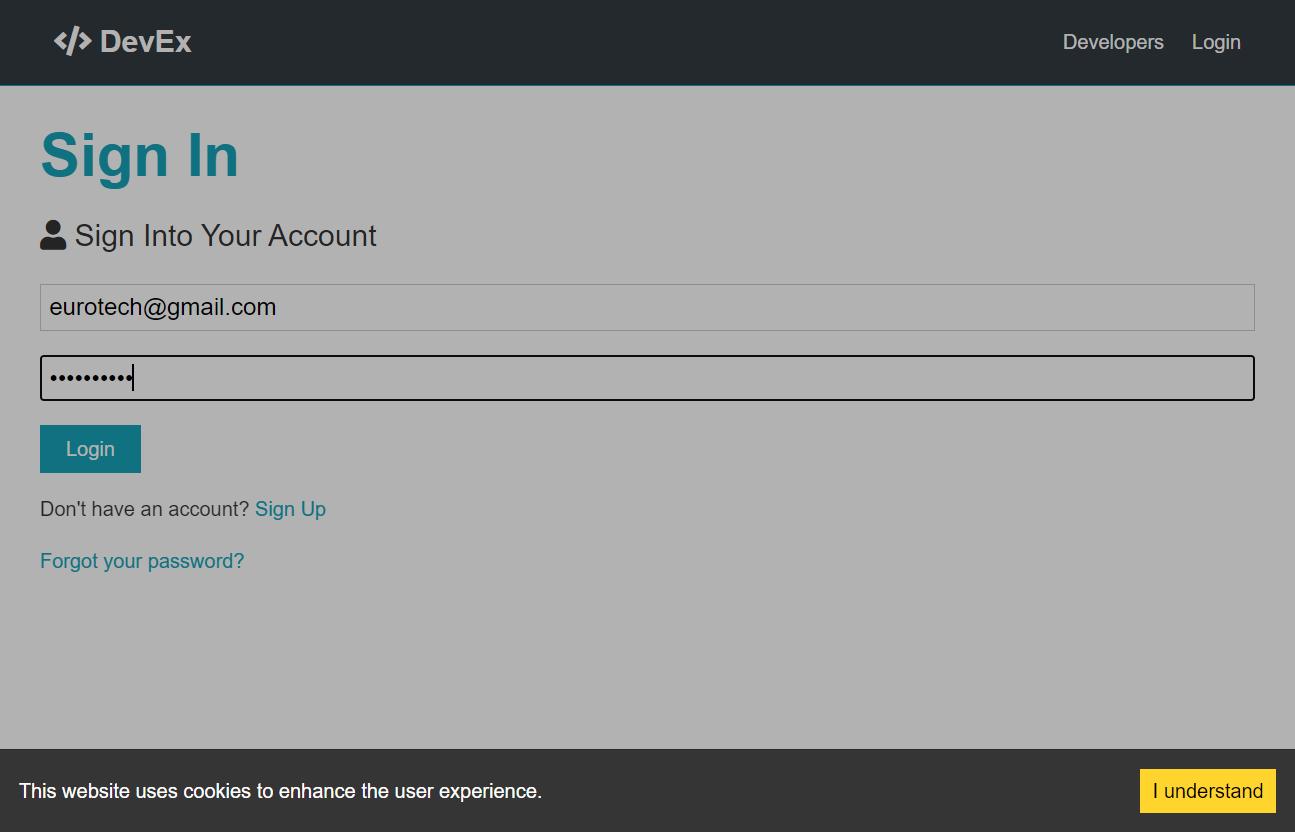 DevEx
Developers
Login
Sign In
Sign Into Your Account
eurotech@gmail.com
••••••••••
Login
Don't have an account? Sign Up
Forgot your password?
This website uses cookies to enhance the user experience.
I understand